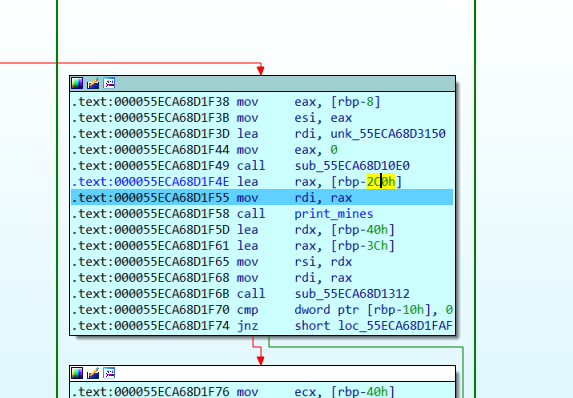 .text:000055ECA68D1F38 mov eax, [rbp-8]
.text:000055ECA68D1F3B mov esi, eax
.text:000055ECA68D1F3D lea rdi, unk_55ECA68D3150
.text:000055ECA68D1F44 mov eax, 0
.text:000055ECA68D1F49 call sub_55ECA68D10E0
.text:000055ECA68D1F4E lea rax, [rbp-2C0h]
.text:000055ECA68D1F55 mov rdi, rax
.text:000055ECA68D1F58 call print_mines
.text:000055ECA68D1F5D lea rdx, [rbp-40h]
.text:000055ECA68D1F61 lea rax, [rbp-3Ch]
.text:000055ECA68D1F65 mov rsi, rdx
.text:000055ECA68D1F68 mov rdi, rax
.text:000055ECA68D1F6B call sub_55ECA68D1312
.text:000055ECA68D1F70 cmp dword ptr [rbp-10h], 0
.text:000055ECA68D1F74 jnz short loc_55ECA68D1FAF
.text:000055ECA68D1F76 mov ecx, [rbp-40h]